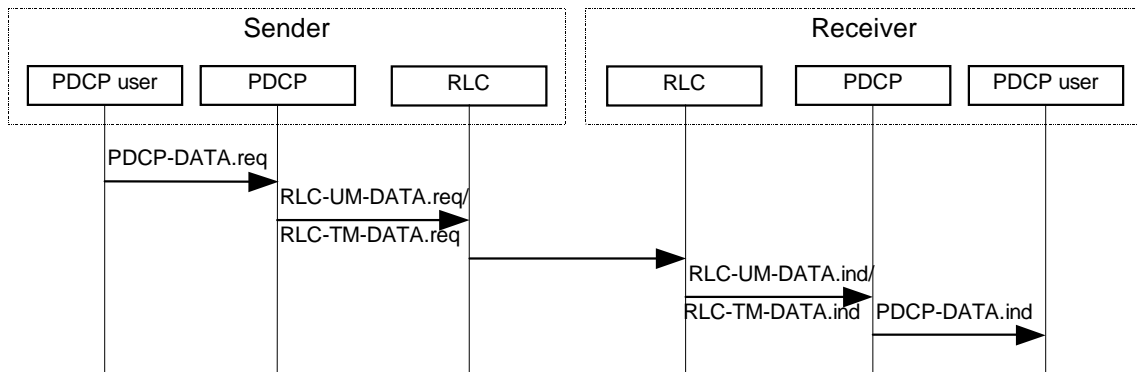 Sender
Receiver
PDCP user
PDCP
RLC
RLC
PDCP
PDCP user
PDCP-DATA.req
RLC-UM-DATA.req/
RLC-TM-DATA.req
RLC-UM-DATA.ind/
RLC-TM-DATA.ind
PDCP-DATA.ind